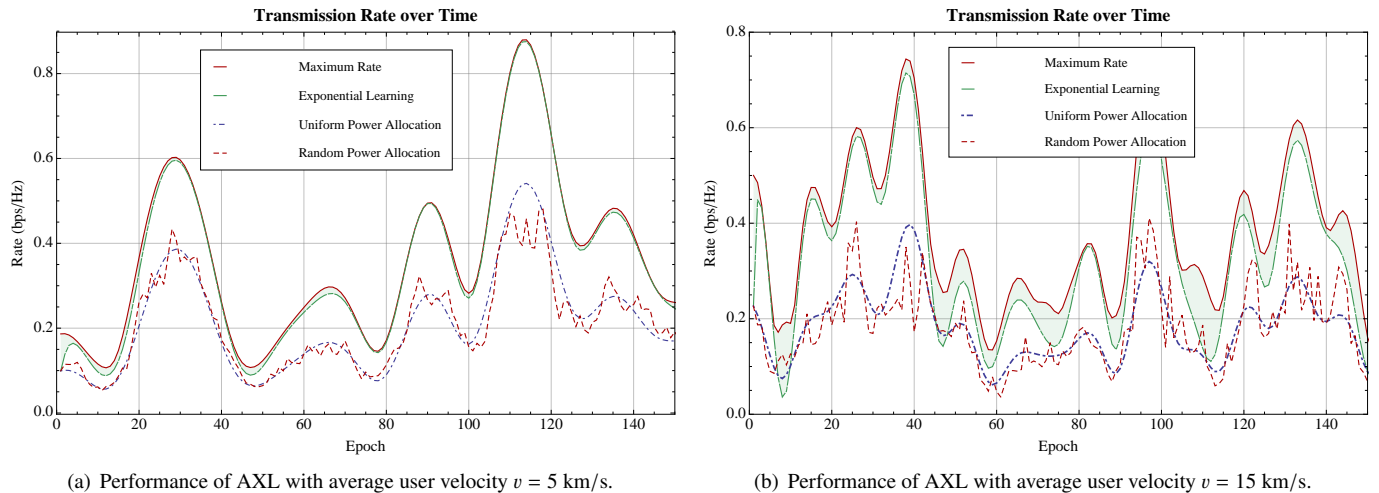 Transmission Rate over Time
Maximum Rate
Exponential Learning
Uniform Power Allocation
Random Power Allocation
Rate (bps/Hz)
0.8
0.6
0.4
0.2
0.0
0 20 40 60 80 100 120 140
Epoch
(a) Performance of AXL with average user velocity v = 5 km/s.
Transmission Rate over Time
Maximum Rate
Exponential Learning
Uniform Power Allocation
Random Power Allocation
Rate (bps/Hz)
0.8
0.6
0.4
0.2
0.0
0 20 40 60 80 100 120 140
Epoch
(b) Performance of AXL with average user velocity v = 15 km/s.